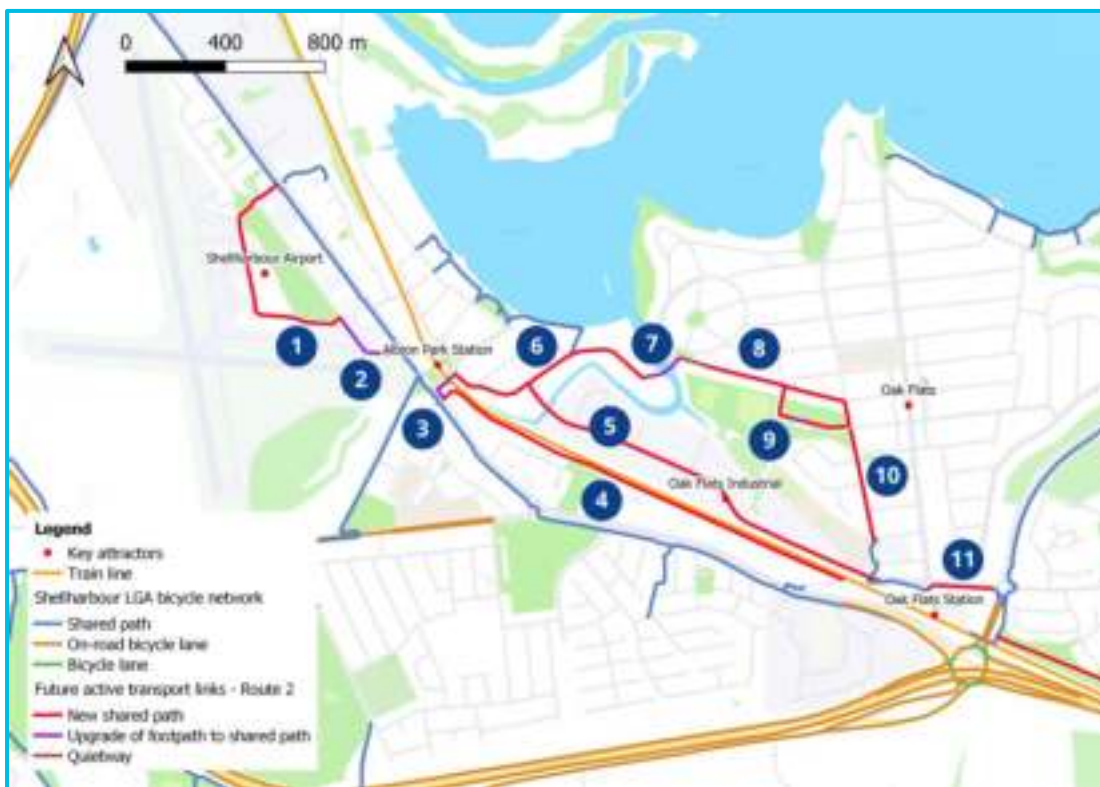 0 400 800 m
Shellharbour Airport
1
2
Albion Park Station
3
4
5
6
7
8
9
10
11
Oak Flats
Oak Flats Industrial
Oak Flats Station
Legend
Key attractors
Train line
Shellharbour LGA bicycle network
Shared path
On-road bicycle lane
Bicycle lane
Future active transport links - Route 2
New shared path
Upgrade of footpath to shared path
Quietway